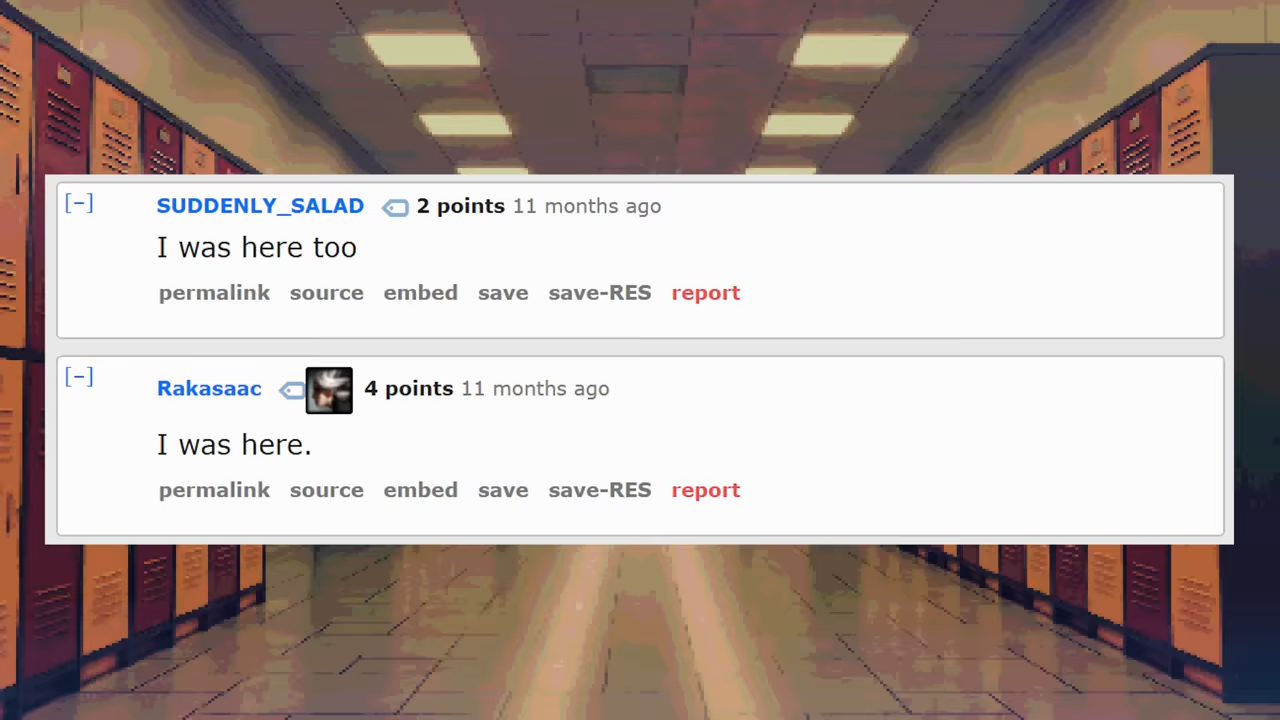 [−] SUDDENLY_SALAD 2 points 11 months ago
I was here too
permalink source embed save save-RES report
[−] Rakasaac 4 points 11 months ago
I was here.
permalink source embed save save-RES report